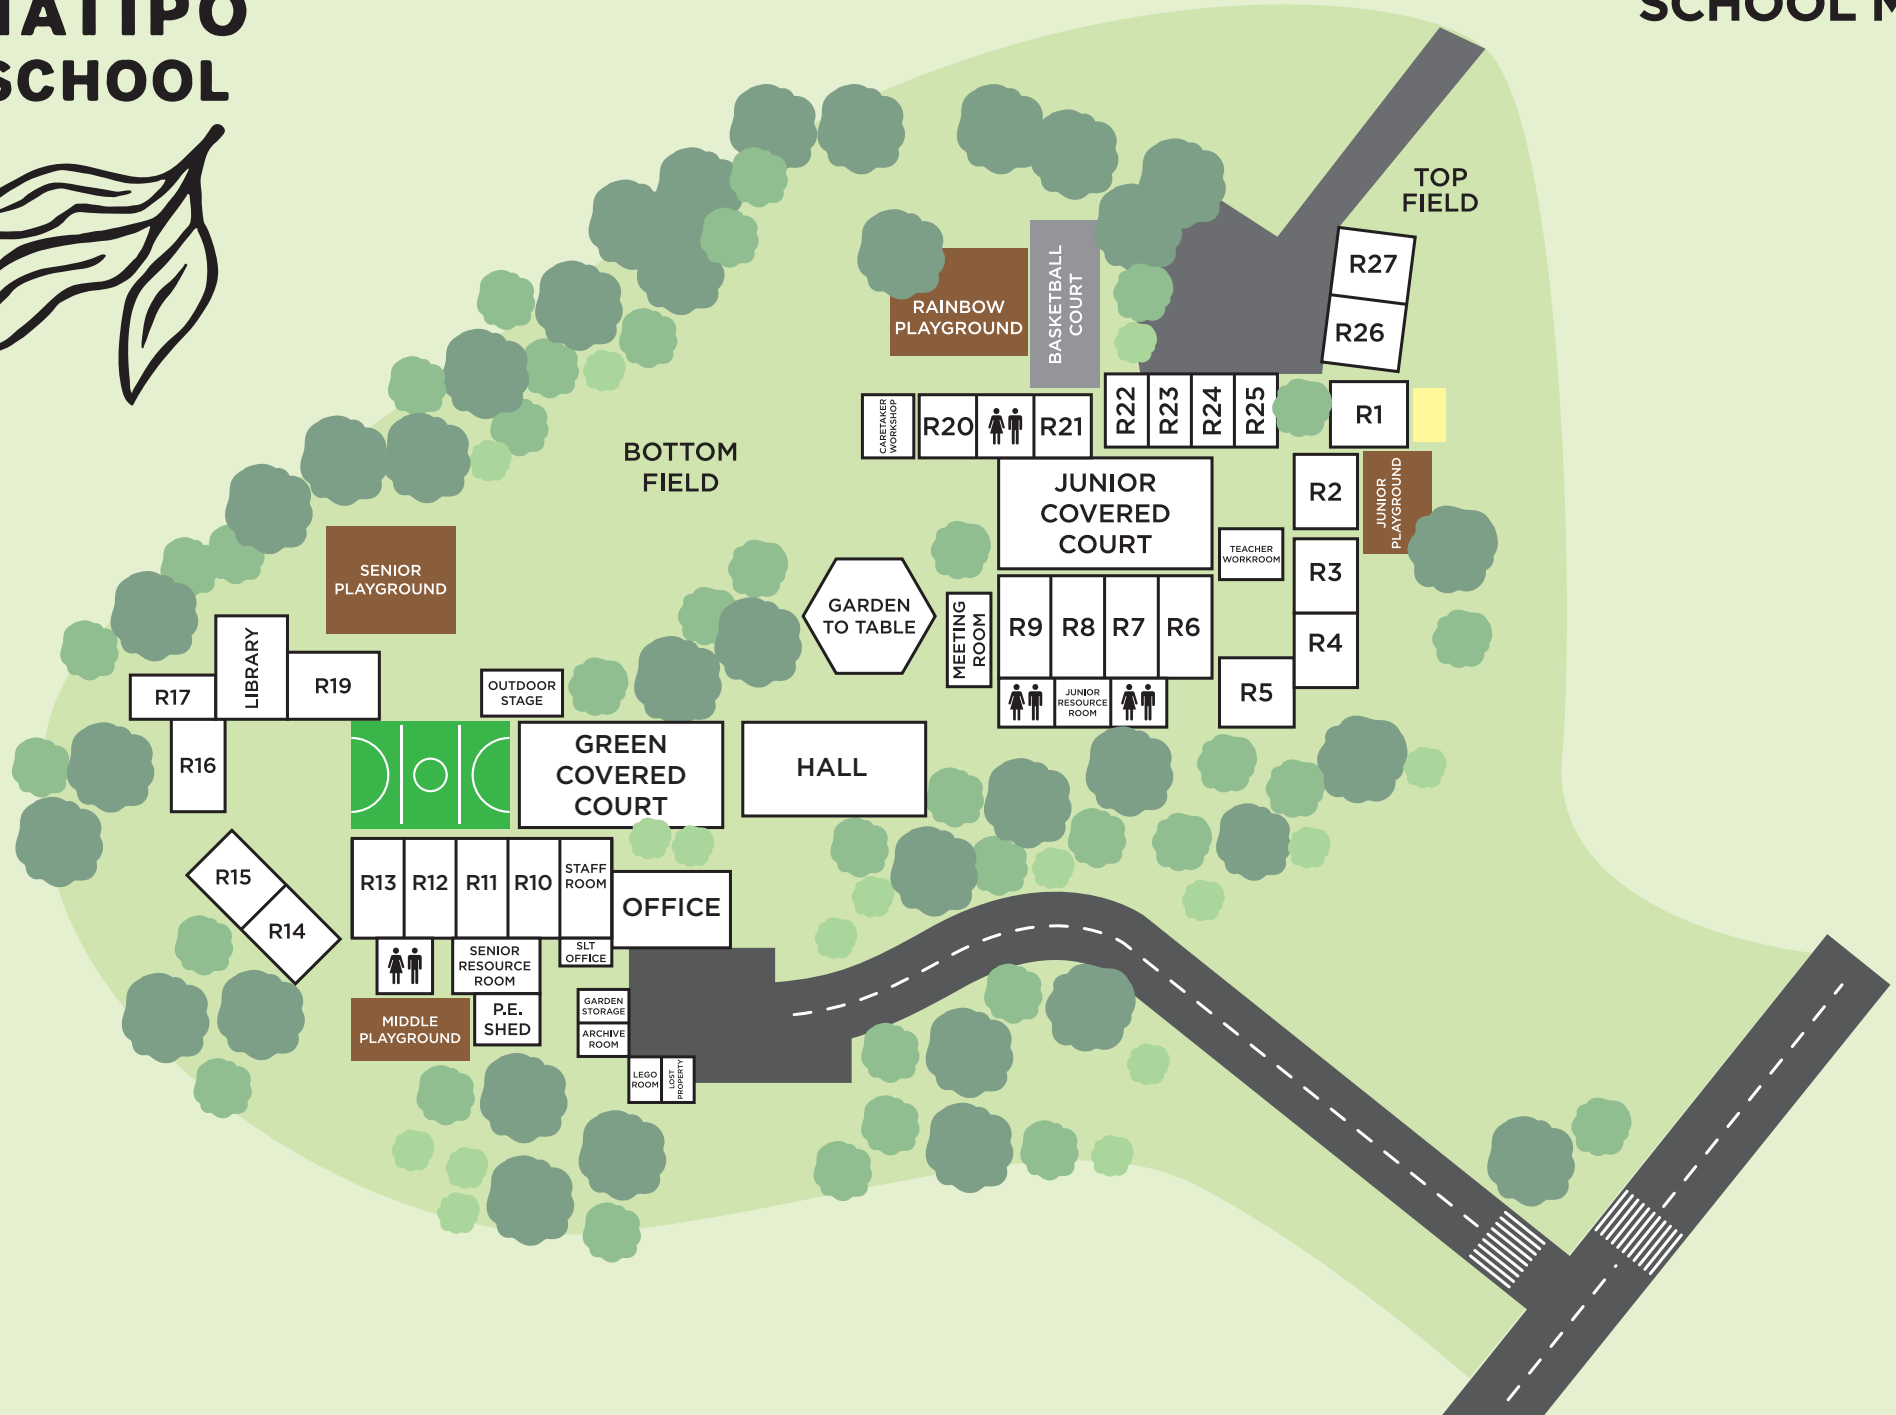 SCHOOL
TOP
FIELD
R27
RAINBOW
PLAYGROUND
BASKETBALL
COURT
R26
CARETAKER
WORKSHOP
R20
R21
R22
R23
R24
R25
R1
BOTTOM
FIELD
JUNIOR
COVERED
COURT
R2
JUNIOR
PLAYGROUND
TEACHER
WORKROOM
R3
SENIOR
PLAYGROUND
GARDEN
TO TABLE
MEETING
ROOM
R9
R8
R7
R6
R4
LIBRARY
R17
R19
OUTDOOR
STAGE
JUNIOR
RESOURCE
ROOM
R5
R16
GREEN
COVERED
COURT
HALL
R15
R14
R13
R12
R11
R10
STAFF
ROOM
OFFICE
SENIOR
RESOURCE
ROOM
SLT
OFFICE
MIDDLE
PLAYGROUND
P.E.
SHED
GARDEN
STORAGE
ARCHIVE
ROOM
LEGO
ROOM
LOST
PROPERTY